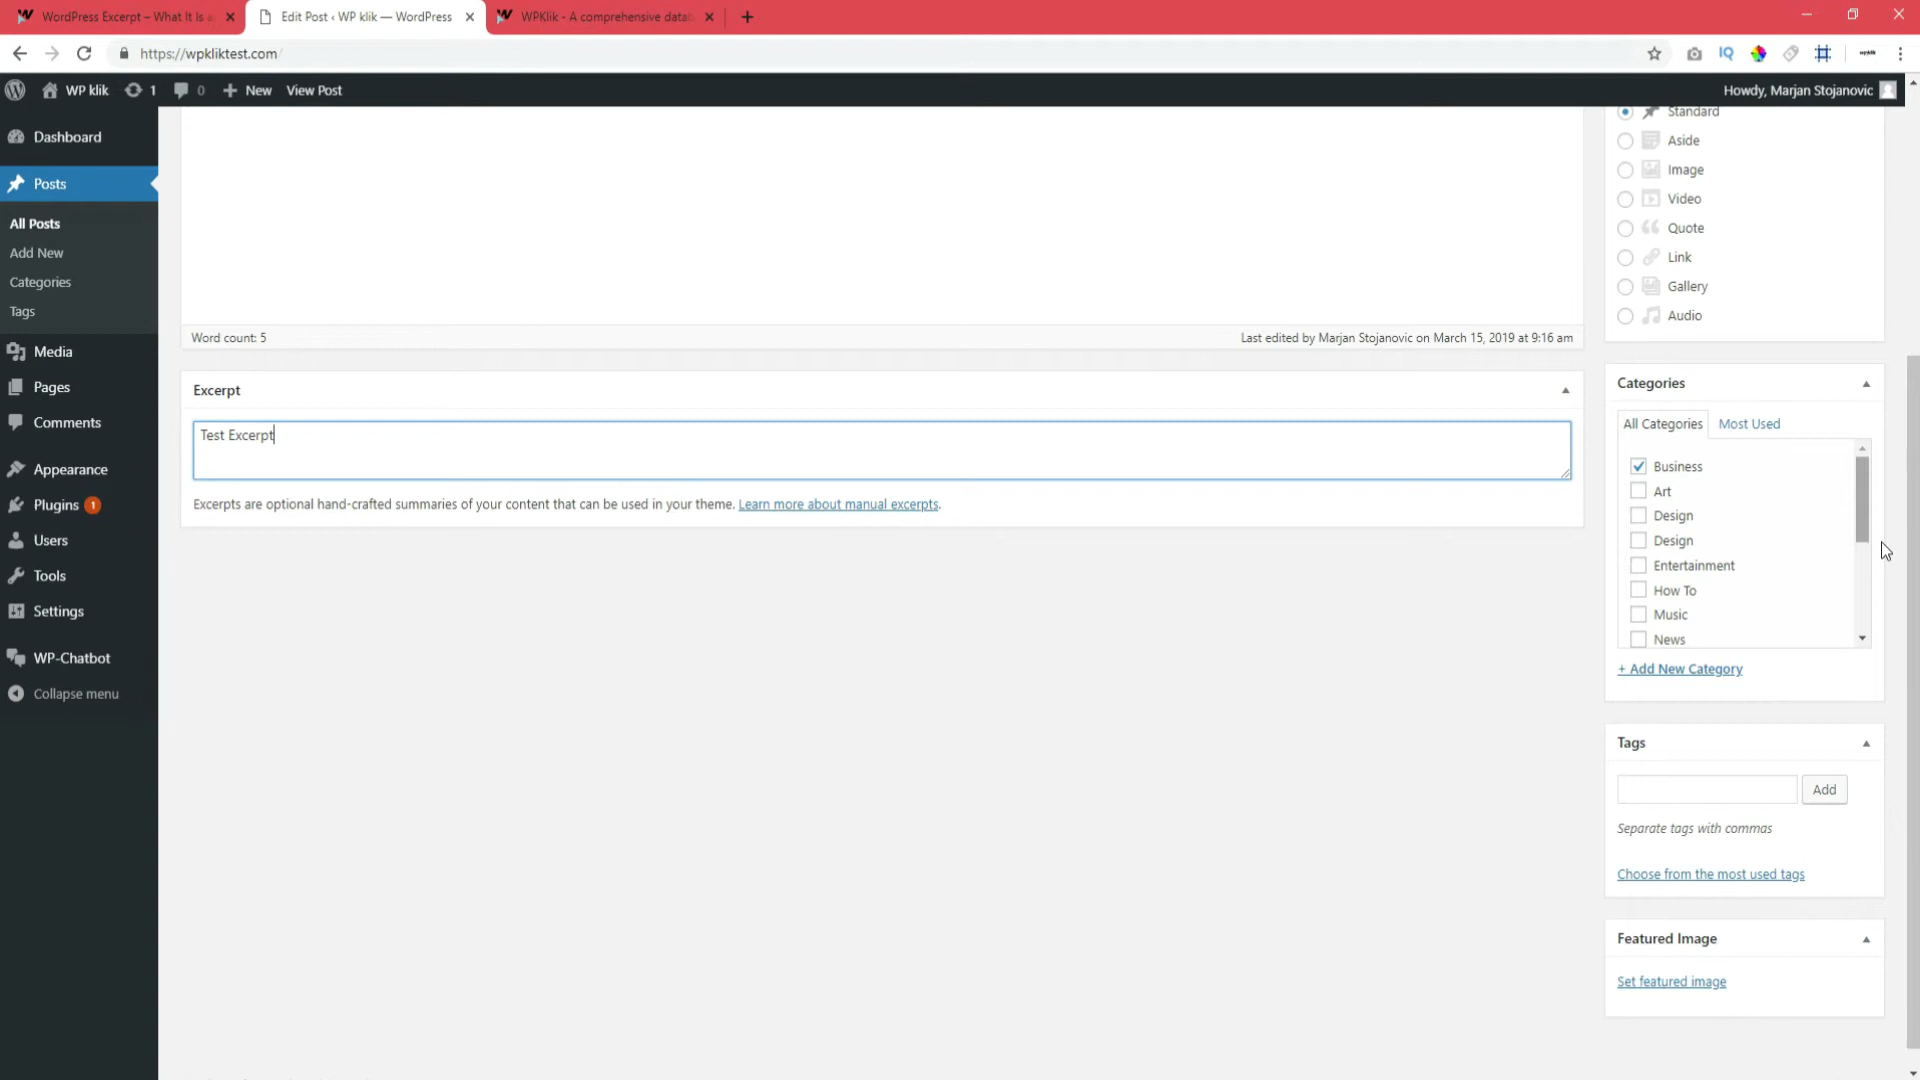 WordPress Excerpt – What It Is a
Edit Post ‹ WP klik — WordPress
WPKlik - A comprehensive datab
https://wpkliktest.com
WP klik
1
0
New
View Post
Howdy, Marjan Stojanovic
Dashboard
Posts
All Posts
Add New
Categories
Tags
Media
Pages
Comments
Appearance
Plugins 1
Users
Tools
Settings
WP-Chatbot
Collapse menu
Word count: 5
Last edited by Marjan Stojanovic on March 15, 2019 at 9:16 am
Excerpt
Test Excerpt
Excerpts are optional hand-crafted summaries of your content that can be used in your theme. Learn more about manual excerpts.
Standard
Aside
Image
Video
Quote
Link
Gallery
Audio
Categories
All Categories
Most Used
Business
Art
Design
Design
Entertainment
How To
Music
News
+ Add New Category
Tags
Add
Separate tags with commas
Choose from the most used tags
Featured Image
Set featured image